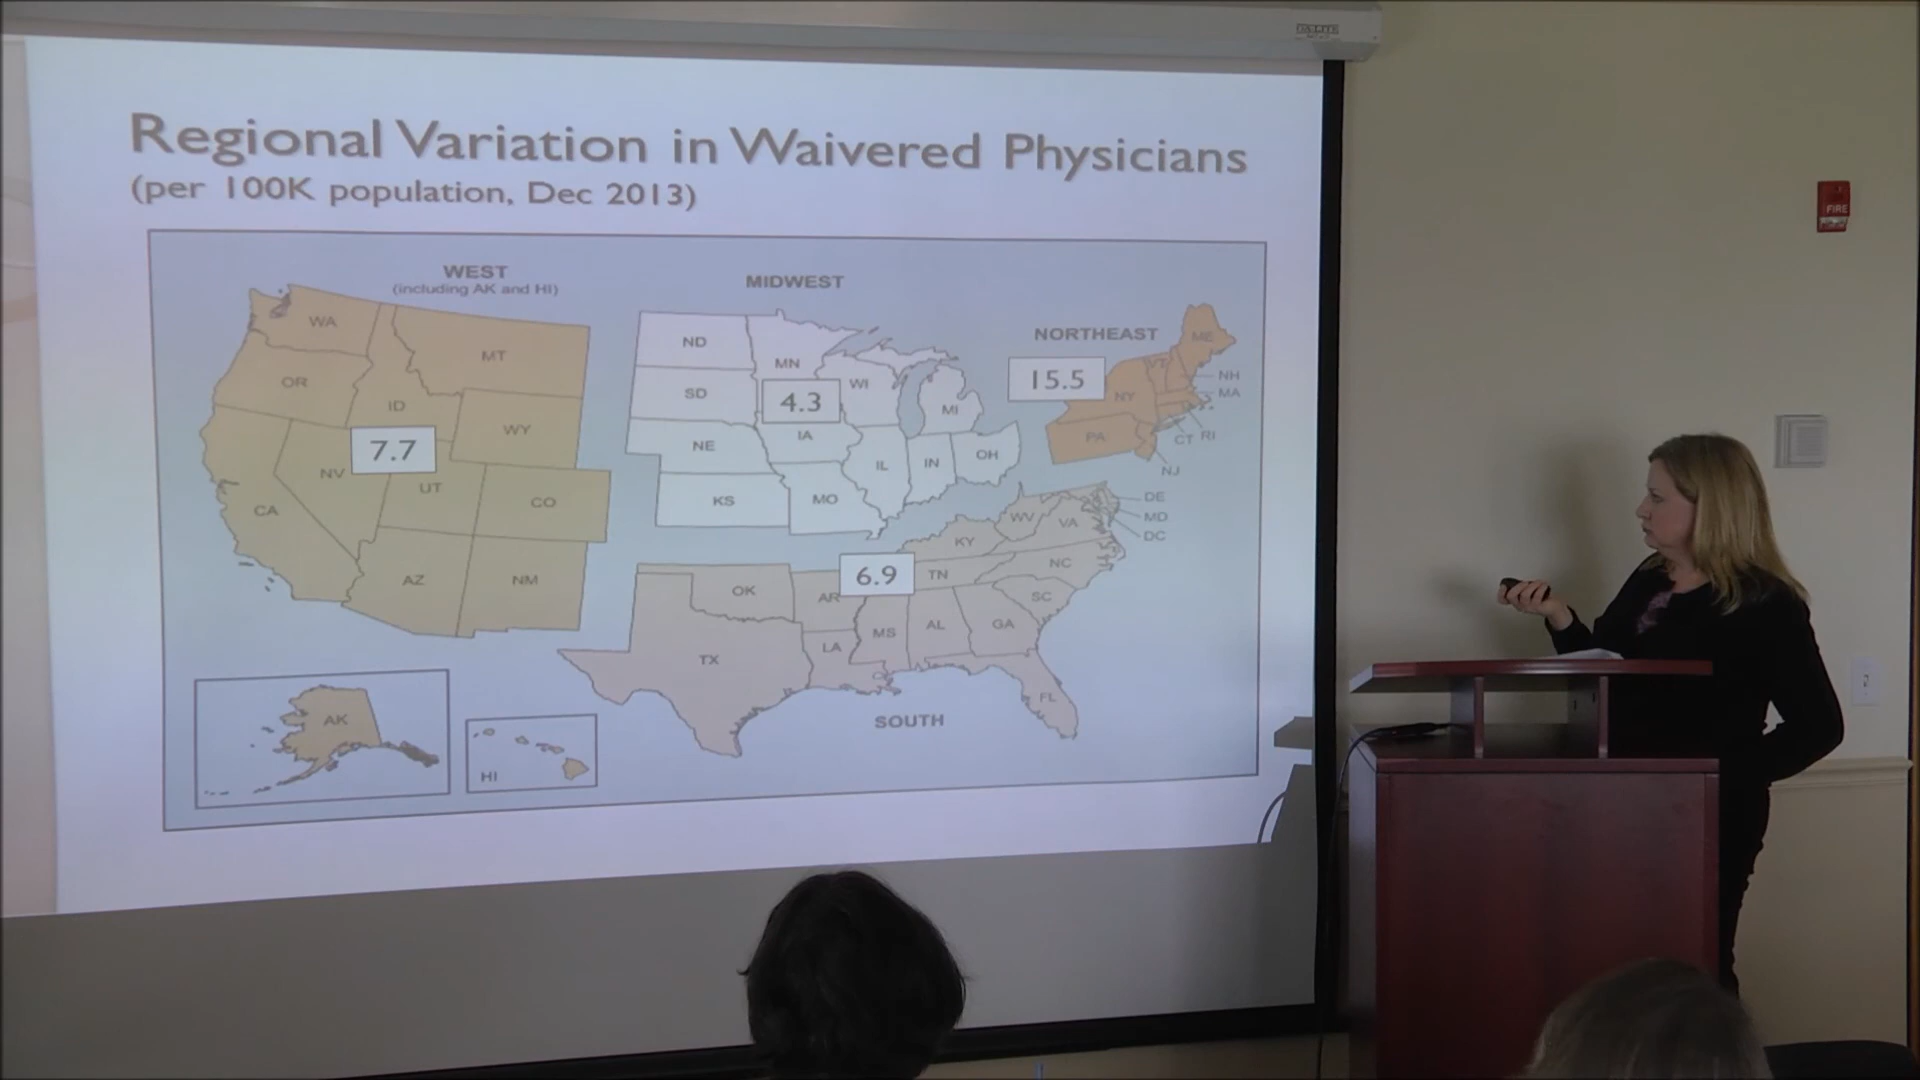 DA-LITE
Regional Variation in Waivered Physicians
(per 100K population, Dec 2013)
WEST
(including AK and HI)
MIDWEST
NORTHEAST
WA
MT
OR
ID
WY
7.7
NV
UT
CO
CA
AZ
NM
AK
HI
ND
MN
SD
4.3
WI
MI
NE
IA
IL
IN
OH
KS
MO
15.5
ME
VT
NH
MA
NY
PA
CT
RI
NJ
DE
MD
DC
WV
VA
KY
NC
6.9
TN
OK
AR
SC
MS
AL
GA
LA
TX
FL
SOUTH
FIRE